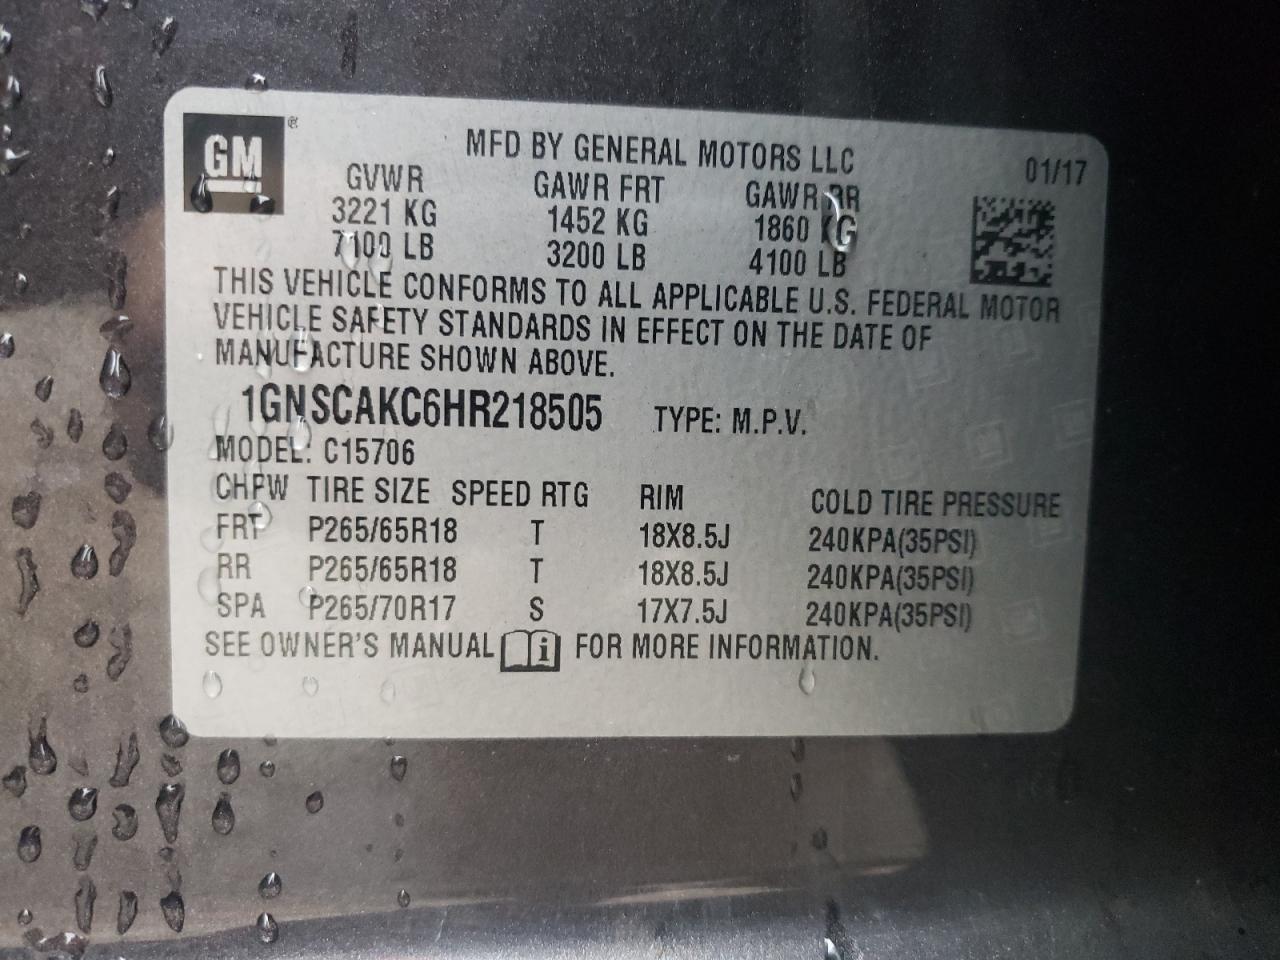 GM ®
MFD BY GENERAL MOTORS LLC 01/17
GVWR GAWR FRT GAWR RR
3221 KG 1452 KG 1860 KG
7100 LB 3200 LB 4100 LB
THIS VEHICLE CONFORMS TO ALL APPLICABLE U.S. FEDERAL MOTOR
VEHICLE SAFETY STANDARDS IN EFFECT ON THE DATE OF
MANUFACTURE SHOWN ABOVE.
1GNSCAKC6HR218505 TYPE: M.P.V.
MODEL: C15706
CHPW TIRE SIZE SPEED RTG RIM COLD TIRE PRESSURE
FRT P265/65R18 T 18X8.5J 240KPA(35PSI)
RR P265/65R18 T 18X8.5J 240KPA(35PSI)
SPA P265/70R17 S 17X7.5J 240KPA(35PSI)
SEE OWNER'S MANUAL i FOR MORE INFORMATION.